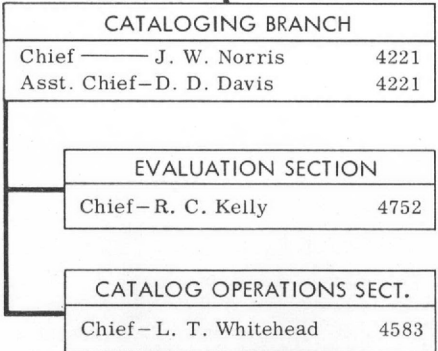 CATALOGING BRANCH
Chief —— J. W. Norris 4221
Asst. Chief—D. D. Davis 4221
EVALUATION SECTION
Chief—R. C. Kelly 4752
CATALOG OPERATIONS SECT.
Chief—L. T. Whitehead 4583